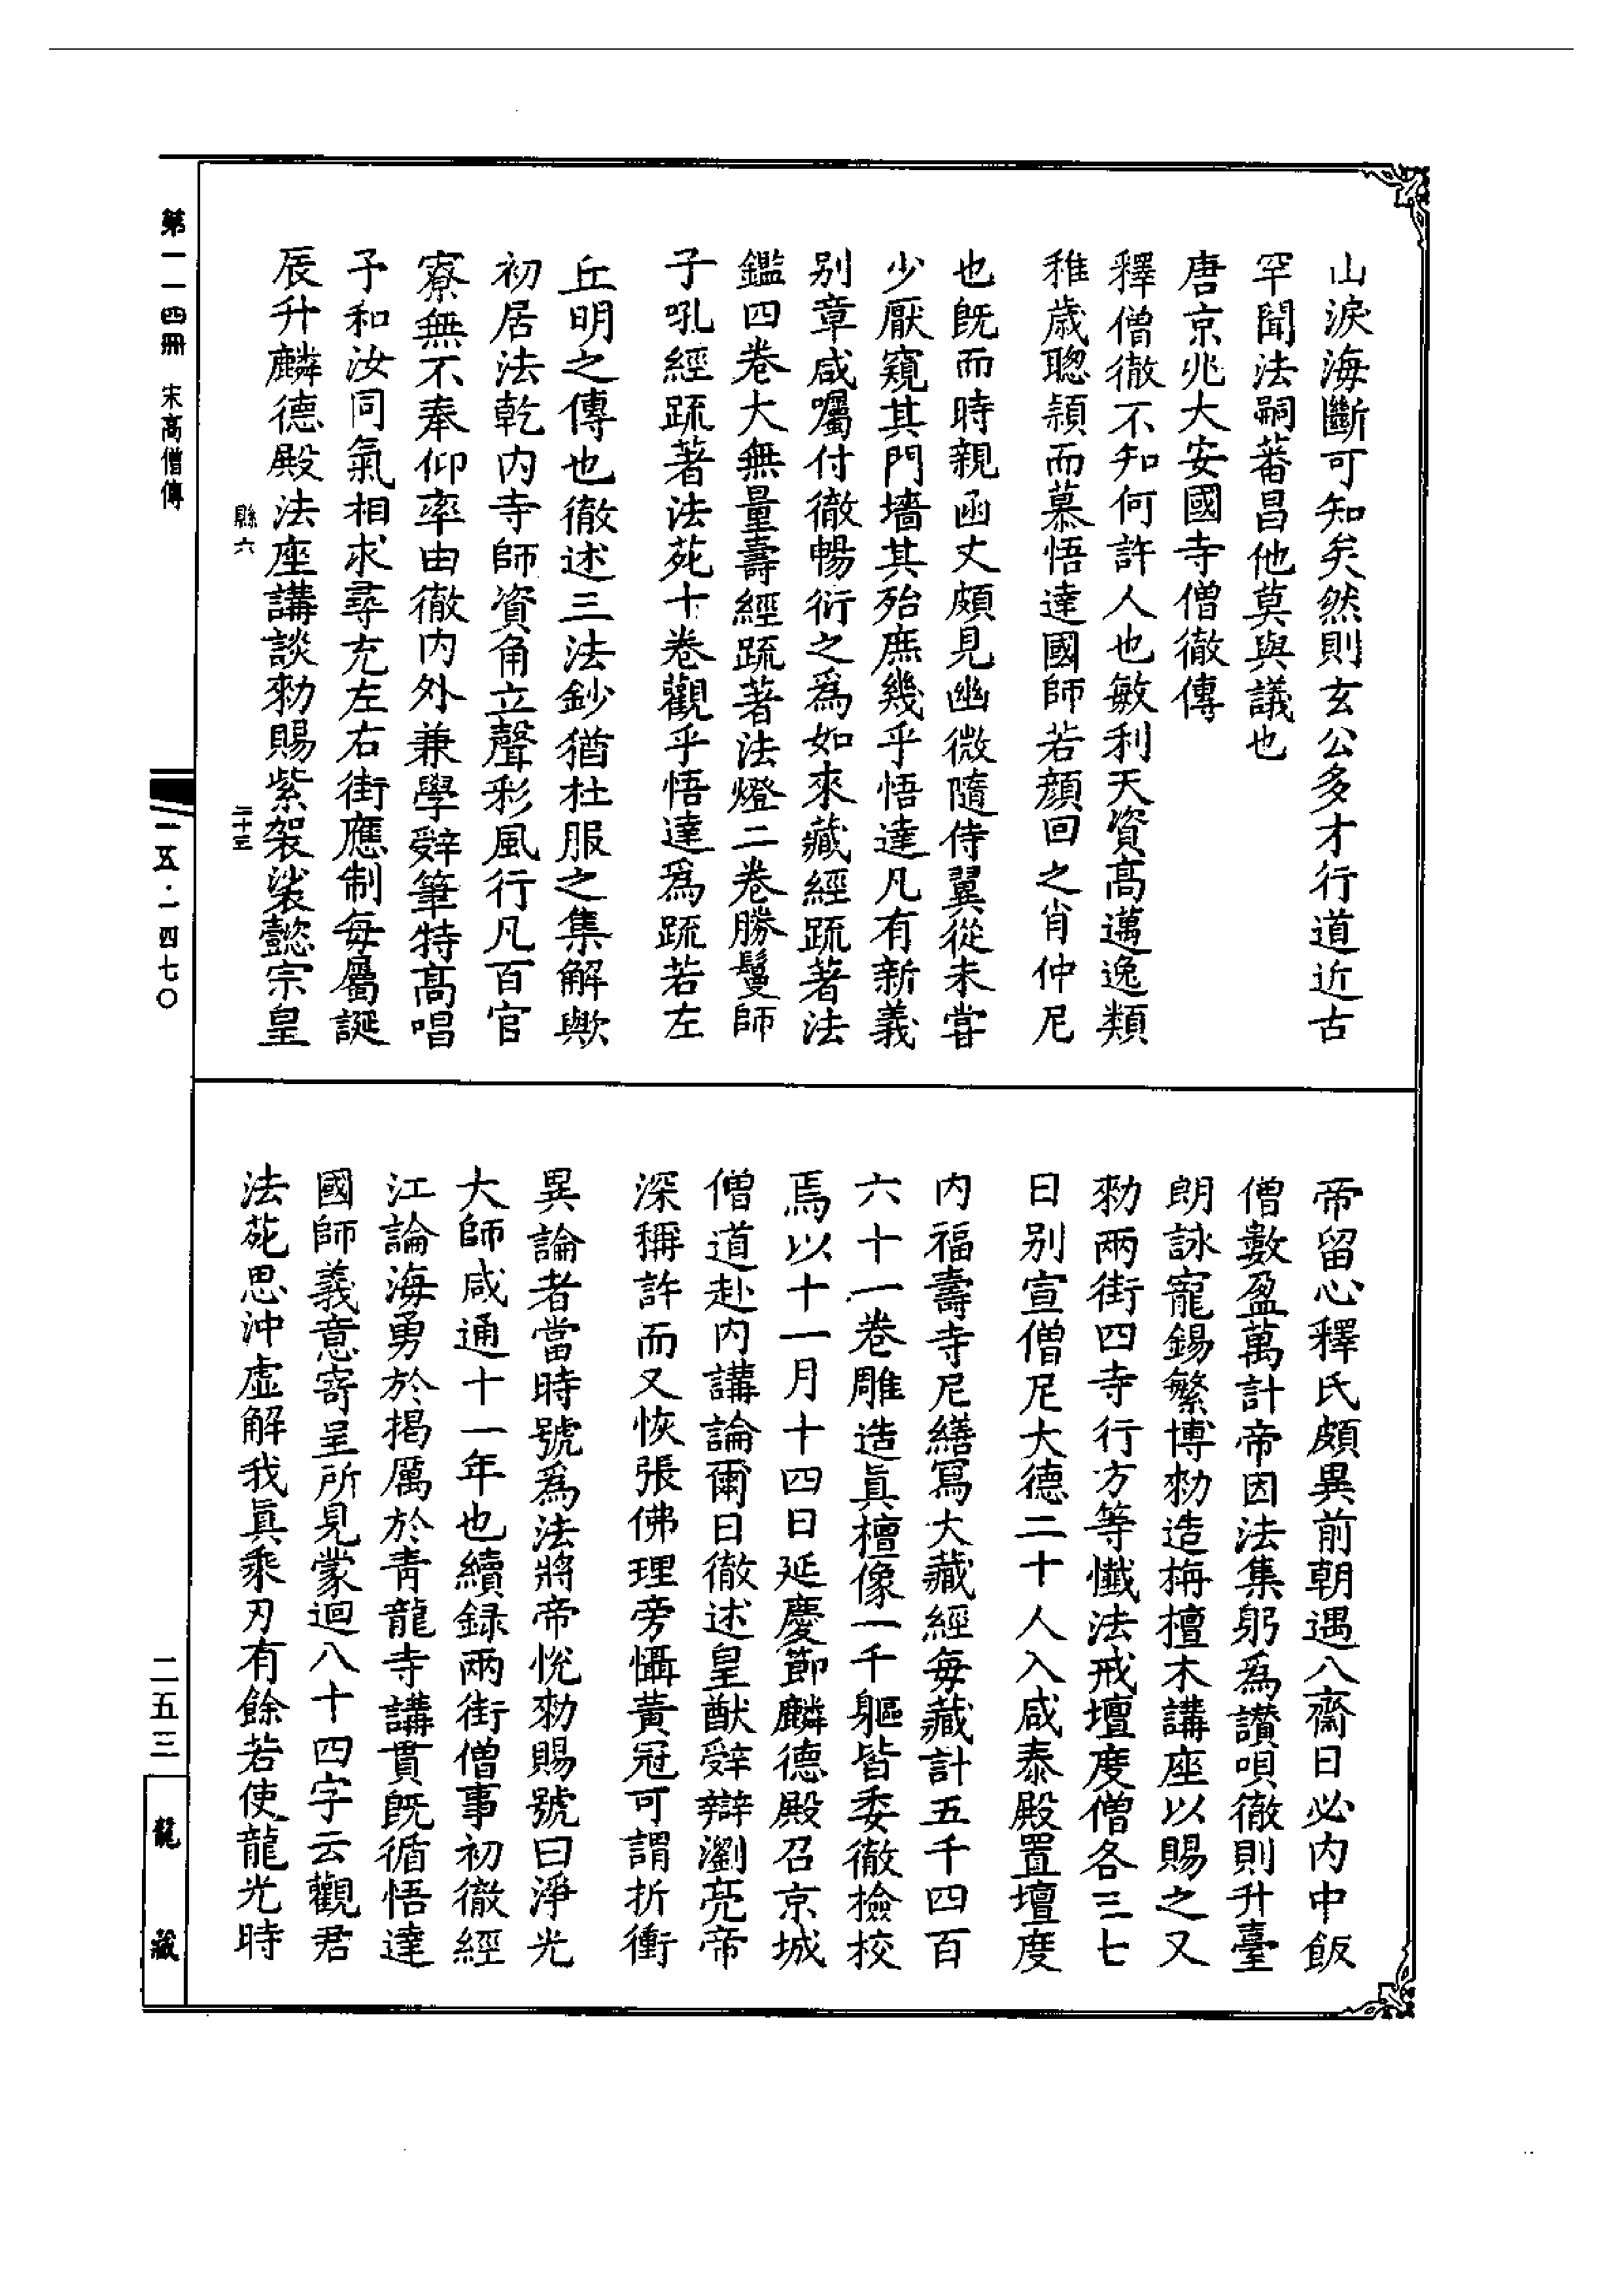 山淚海斷可知矣然則玄公多才行道近古
罕聞法嗣蕃昌他莫與議也
唐京兆大安國寺僧徹傳
釋僧徹不知何許人也敏利天資高邁逸類
稚歲聰頴而慕悟達國師若顏回之肖仲尼
也旣而時親函丈頗見幽微隨侍翼從未甞
少厭窺其門墻其殆庶幾乎悟達凡有新義
別章咸囑付徹暢衍之爲如來藏經疏著法
鑑四卷大無量壽經疏著法燈二卷勝鬘師
子吼經疏著法苑十卷觀乎悟達爲疏若左
丘明之傳也徹述三法鈔猶杜服之集解歟
初居法乾內寺師資角立聲彩風行凡百官
寮無不奉仰率由徹內外兼學辤筆特高唱
予和汝同氣相求尋充左右街應制每屬誕
辰升麟德殿法座講談勑賜紫袈裟懿宗皇
縣六
二十三
帝留心釋氏頗異前朝遇八齋日必內中飯
僧數盈萬計帝因法集躬爲讚唄徹則升臺
朗詠寵錫繁博勑造栴檀木講座以賜之又
勑兩街四寺行方等懺法戒壇度僧各三七
日別宣僧尼大德二十人入咸泰殿置壇度
內福壽寺尼繕寫大藏經每藏計五千四百
六十一卷雕造眞檀像一千軀皆委徹檢校
焉以十一月十四日延慶節麟德殿召京城
僧道赴內講論爾日徹述皇猷辤辯瀏亮帝
深稱許而又恢張佛理旁懾黃冠可謂折衝
異論者當時號爲法將帝悅勑賜號曰淨光
大師咸通十一年也續録兩街僧事初徹經
江論海勇於揭厲於青龍寺講貫旣循悟達
國師義意寄呈所見蒙迴八十四字云觀君
法苑思沖虛解我眞乘刃有餘若使龍光時
第一一四冊 宋高僧傳
一五·一四七〇
二五三
龍藏